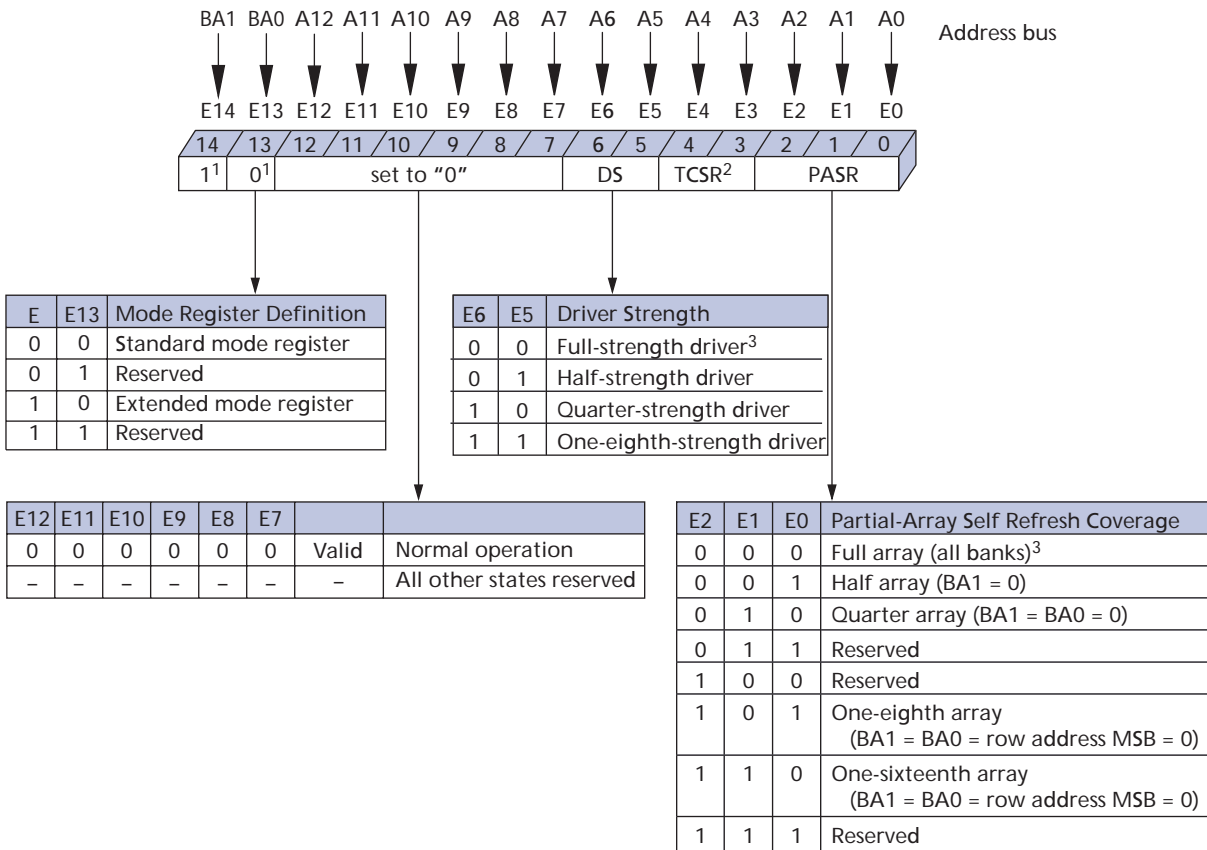 BA1 BA0 A12 A11 A10 A9 A8 A7 A6 A5 A4 A3 A2 A1 A0
Address bus
E14 E13 E12 E11 E10 E9 E8 E7 E6 E5 E4 E3 E2 E1 E0
14 13 12 11 10 9 8 7 6 5 4 3 2 1 0
1¹ 0¹ set to "0" DS TCSR² PASR
E E13 Mode Register Definition
0 0 Standard mode register
0 1 Reserved
1 0 Extended mode register
1 1 Reserved
E6 E5 Driver Strength
0 0 Full-strength driver³
0 1 Half-strength driver
1 0 Quarter-strength driver
1 1 One-eighth-strength driver
E12 E11 E10 E9 E8 E7
0 0 0 0 0 0 Valid Normal operation
– – – – – – – All other states reserved
E2 E1 E0 Partial-Array Self Refresh Coverage
0 0 0 Full array (all banks)³
0 0 1 Half array (BA1 = 0)
0 1 0 Quarter array (BA1 = BA0 = 0)
0 1 1 Reserved
1 0 0 Reserved
1 0 1 One-eighth array
(BA1 = BA0 = row address MSB = 0)
1 1 0 One-sixteenth array
(BA1 = BA0 = row address MSB = 0)
1 1 1 Reserved